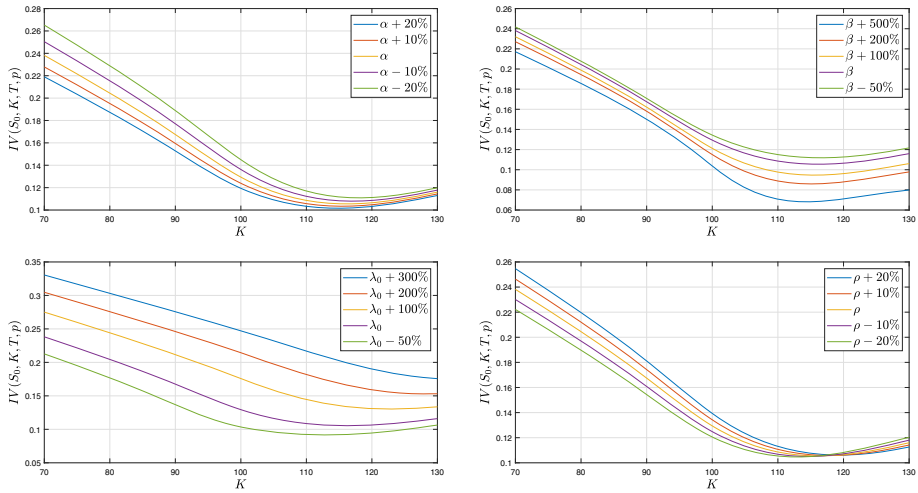 0.28
0.26
0.24
0.22
0.2
0.18
0.16
0.14
0.12
0.1
IV(S₀, K, T, p)
70 80 90 100 110 120 130
K
α + 20%
α + 10%
α
α − 10%
α − 20%
0.26
0.24
0.22
0.2
0.18
0.16
0.14
0.12
0.1
0.08
0.06
IV(S₀, K, T, p)
70 80 90 100 110 120 130
K
β + 500%
β + 200%
β + 100%
β
β − 50%
0.35
0.3
0.25
0.2
0.15
0.1
0.05
IV(S₀, K, T, p)
70 80 90 100 110 120 130
K
λ₀ + 300%
λ₀ + 200%
λ₀ + 100%
λ₀
λ₀ − 50%
0.26
0.24
0.22
0.2
0.18
0.16
0.14
0.12
0.1
IV(S₀, K, T, p)
70 80 90 100 110 120 130
K
ρ + 20%
ρ + 10%
ρ
ρ − 10%
ρ − 20%